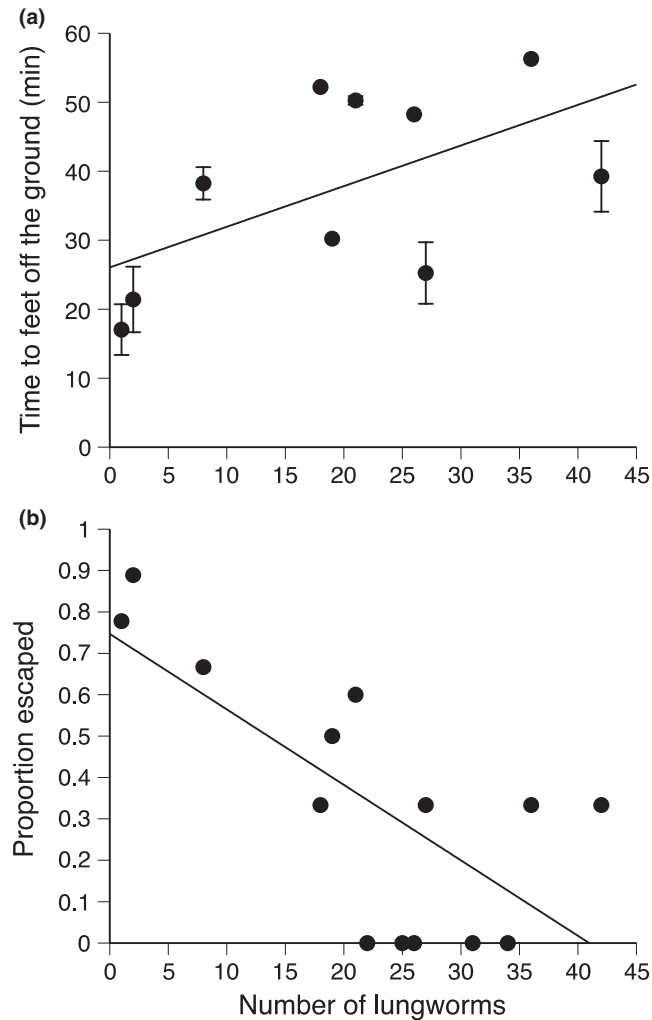 (a)
Time to feet off the ground (min)
60
50
40
30
20
10
0
0 5 10 15 20 25 30 35 40 45
(b)
Proportion escaped
1
0.9
0.8
0.7
0.6
0.5
0.4
0.3
0.2
0.1
0
0 5 10 15 20 25 30 35 40 45
Number of lungworms